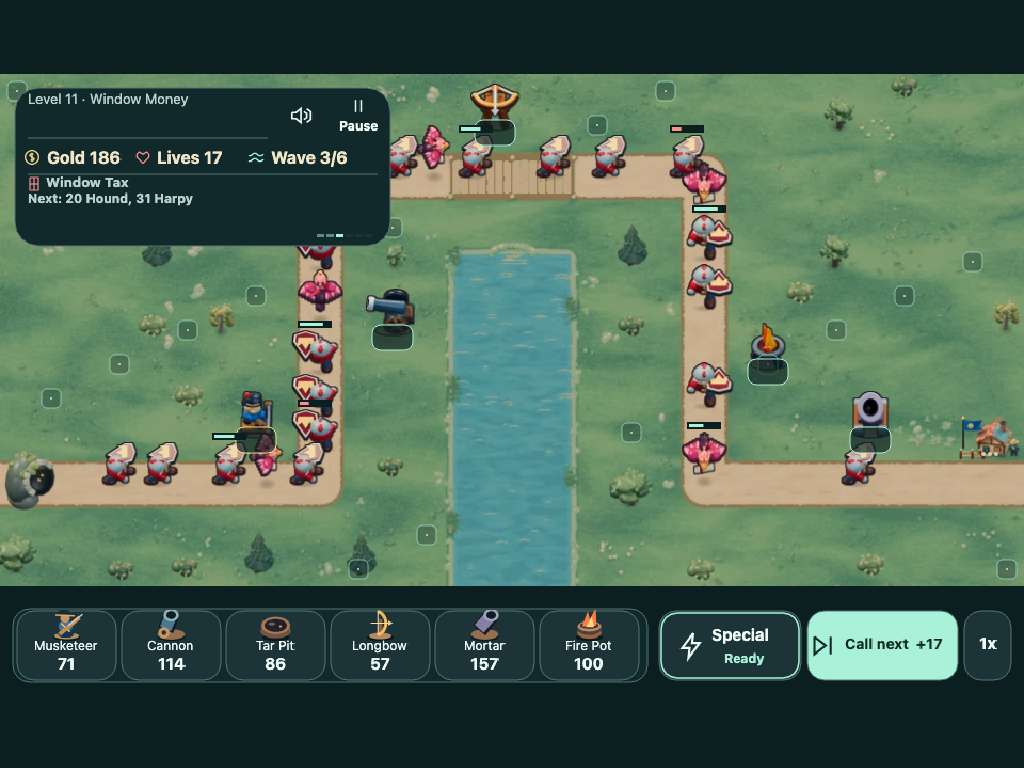 Level 11 · Window Money
Pause
Gold 186 Lives 17 Wave 3/6
Window Tax
Next: 20 Hound, 31 Harpy
Musketeer
71
Cannon
114
Tar Pit
86
Longbow
57
Mortar
157
Fire Pot
100
Special
Ready
Call next +17
1x